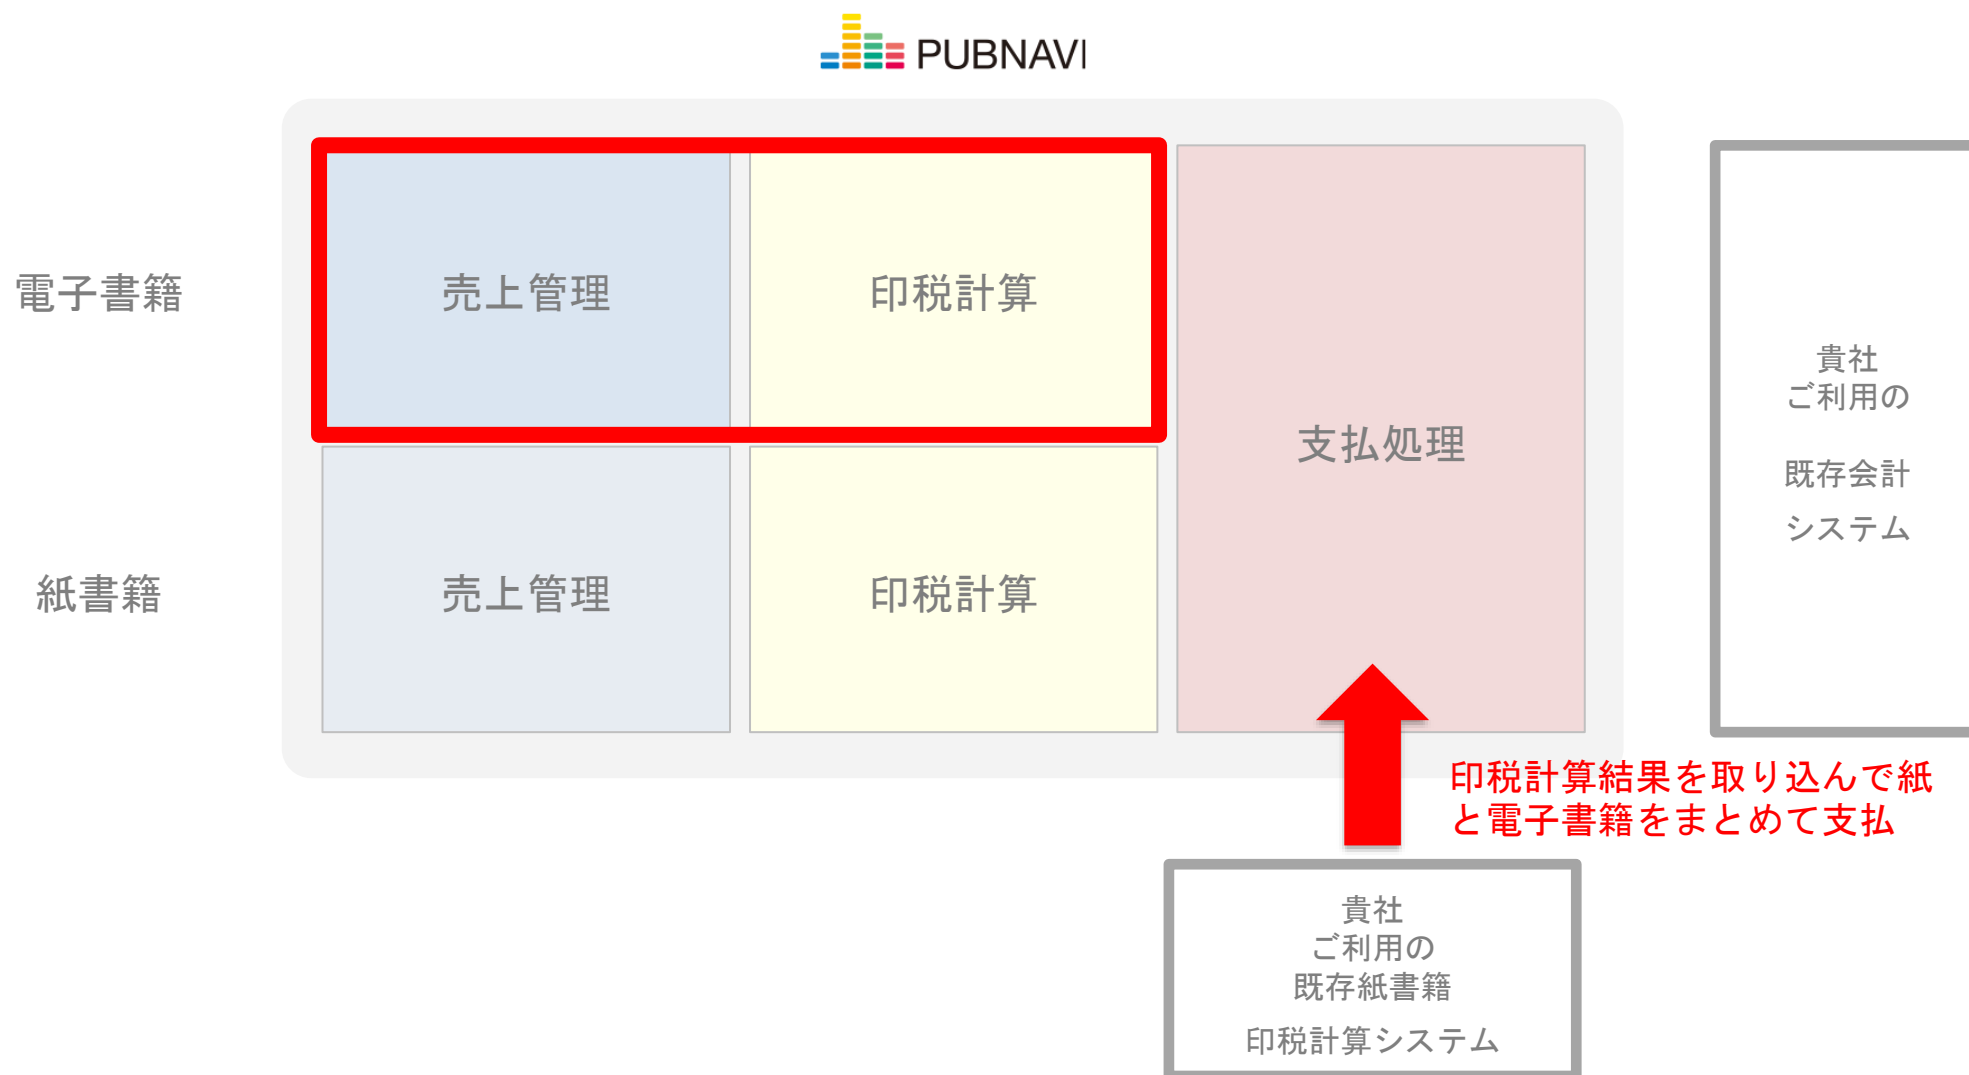 PUBNAVI
電子書籍
売上管理
印税計算
支払処理
紙書籍
売上管理
印税計算
貴社
ご利用の
既存会計
システム
印税計算結果を取り込んで紙
と電子書籍をまとめて支払
貴社
ご利用の
既存紙書籍
印税計算システム